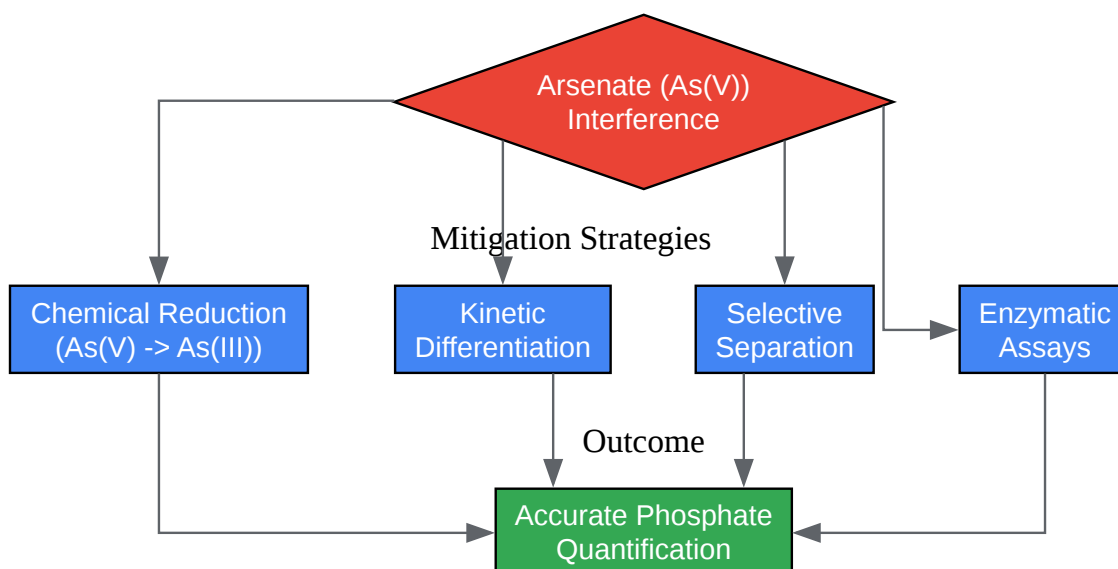 Arsenate (As(V))
Interference
Mitigation Strategies
Chemical Reduction
(As(V) -> As(III))
Kinetic
Differentiation
Selective
Separation
Enzymatic
Assays
Outcome
Accurate Phosphate
Quantification